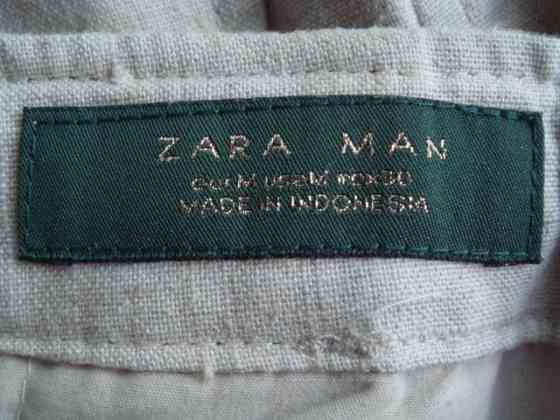 ZARA MAN
eur M usa M mex 30
MADE IN INDONESIA